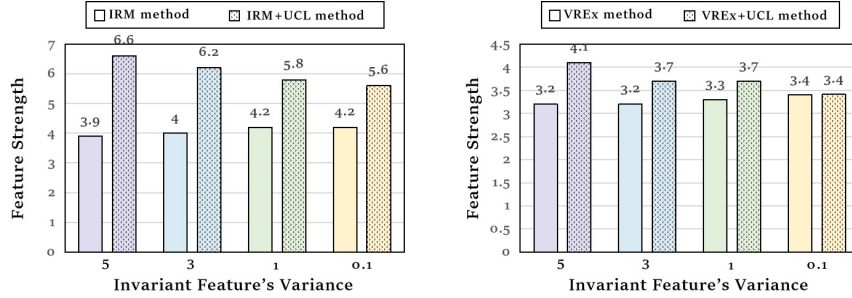 IRM method IRM+UCL method
7
6
5
4
3
2
1
0
3.9 6.6 4 6.2 4.2 5.8 4.2 5.6
5 3 1 0.1
Feature Strength
Invariant Feature's Variance
VREx method VREx+UCL method
4.5
4
3.5
3
2.5
2
1.5
1
0.5
0
3.2 4.1 3.2 3.7 3.3 3.7 3.4 3.4
5 3 1 0.1
Feature Strength
Invariant Feature's Variance